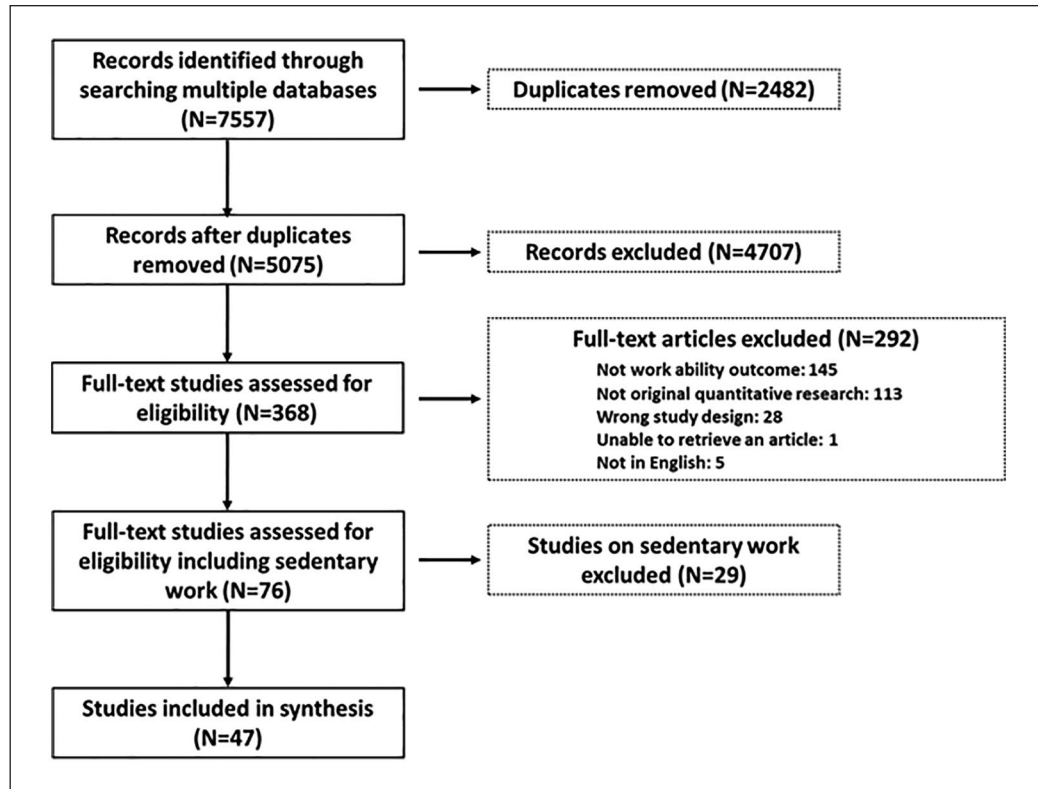 Records identified through
searching multiple databases
(N=7557)
Duplicates removed (N=2482)
Records after duplicates
removed (N=5075)
Records excluded (N=4707)
Full-text studies assessed for
eligibility (N=368)
Full-text articles excluded (N=292)
Not work ability outcome: 145
Not original quantitative research: 113
Wrong study design: 28
Unable to retrieve an article: 1
Not in English: 5
Full-text studies assessed for
eligibility including sedentary
work (N=76)
Studies on sedentary work
excluded (N=29)
Studies included in synthesis
(N=47)